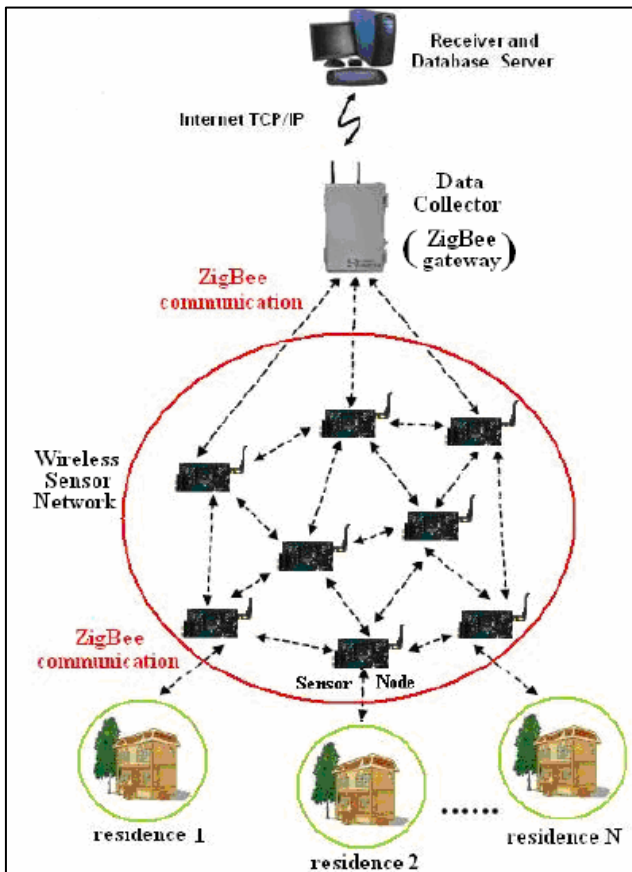 Receiver and
Database Server
Internet TCP/IP
Data
Collector
(ZigBee
gateway)
ZigBee
communication
Wireless
Sensor
Network
ZigBee
communication
Sensor Node
residence 1
residence 2
......
residence N